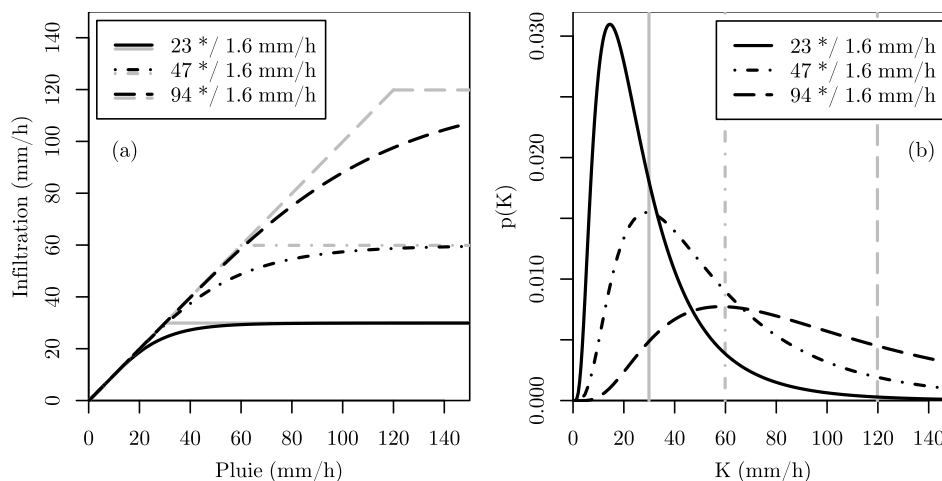 23 */ 1.6 mm/h
47 */ 1.6 mm/h
94 */ 1.6 mm/h
(a)
Infiltration (mm/h)
0
20
40
60
80
100
120
140
0 20 40 60 80 100 120 140
Pluie (mm/h)
23 */ 1.6 mm/h
47 */ 1.6 mm/h
94 */ 1.6 mm/h
(b)
p(K)
0.000
0.010
0.020
0.030
0 20 40 60 80 100 120 140
K (mm/h)